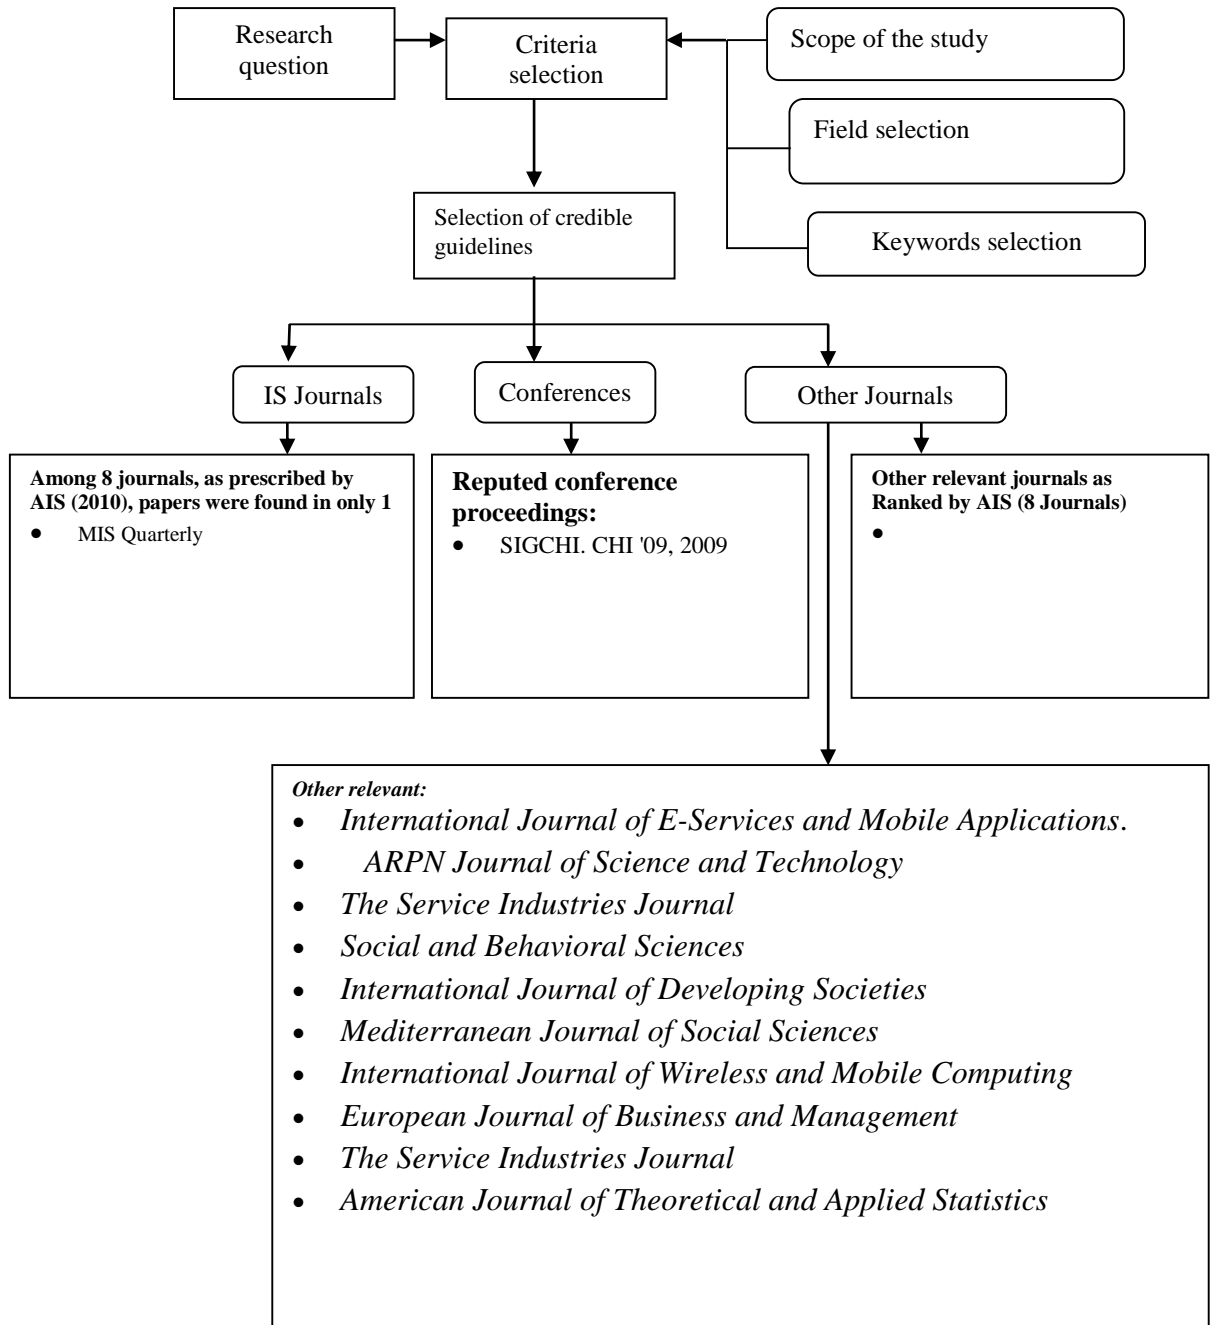 Research
question
Criteria
selection
Scope of the study
Field selection
Keywords selection
Selection of credible
guidelines
IS Journals
Conferences
Other Journals
Among 8 journals, as prescribed by
AIS (2010), papers were found in only 1
• MIS Quarterly
Reputed conference
proceedings:
• SIGCHI. CHI '09, 2009
Other relevant journals as
Ranked by AIS (8 Journals)
•
Other relevant:
• International Journal of E-Services and Mobile Applications.
• ARPN Journal of Science and Technology
• The Service Industries Journal
• Social and Behavioral Sciences
• International Journal of Developing Societies
• Mediterranean Journal of Social Sciences
• International Journal of Wireless and Mobile Computing
• European Journal of Business and Management
• The Service Industries Journal
• American Journal of Theoretical and Applied Statistics